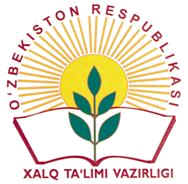 O‘ZBEKISTON RESPUBLIKASI
XALQ TA‘LIMI VAZIRLIGI